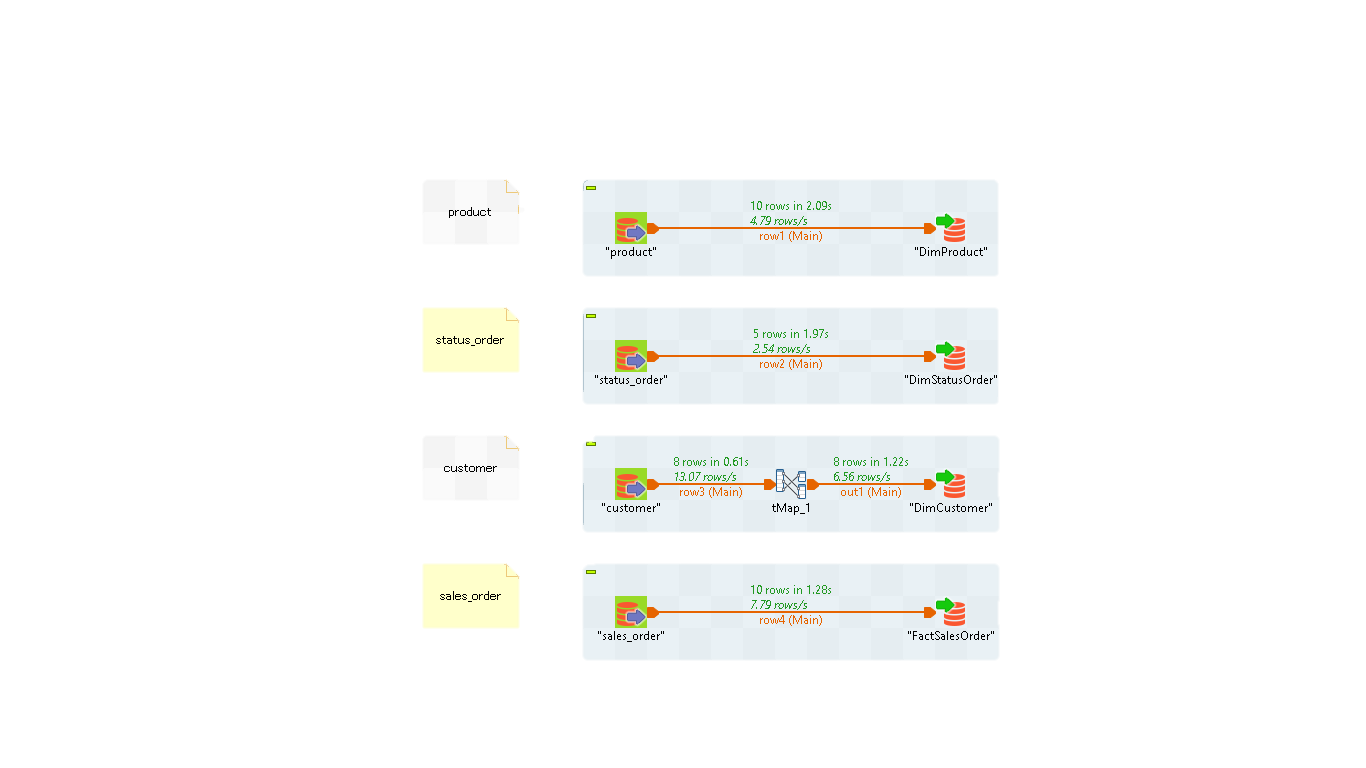 product
10 rows in 2.09s
4.79 rows/s
row1 (Main)
"product"
"DimProduct"
status_order
5 rows in 1.97s
2.54 rows/s
row2 (Main)
"status_order"
"DimStatusOrder"
customer
8 rows in 0.61s
13.07 rows/s
row3 (Main)
8 rows in 1.22s
6.56 rows/s
out1 (Main)
"customer"
tMap_1
"DimCustomer"
sales_order
10 rows in 1.28s
7.79 rows/s
row4 (Main)
"sales_order"
"FactSalesOrder"